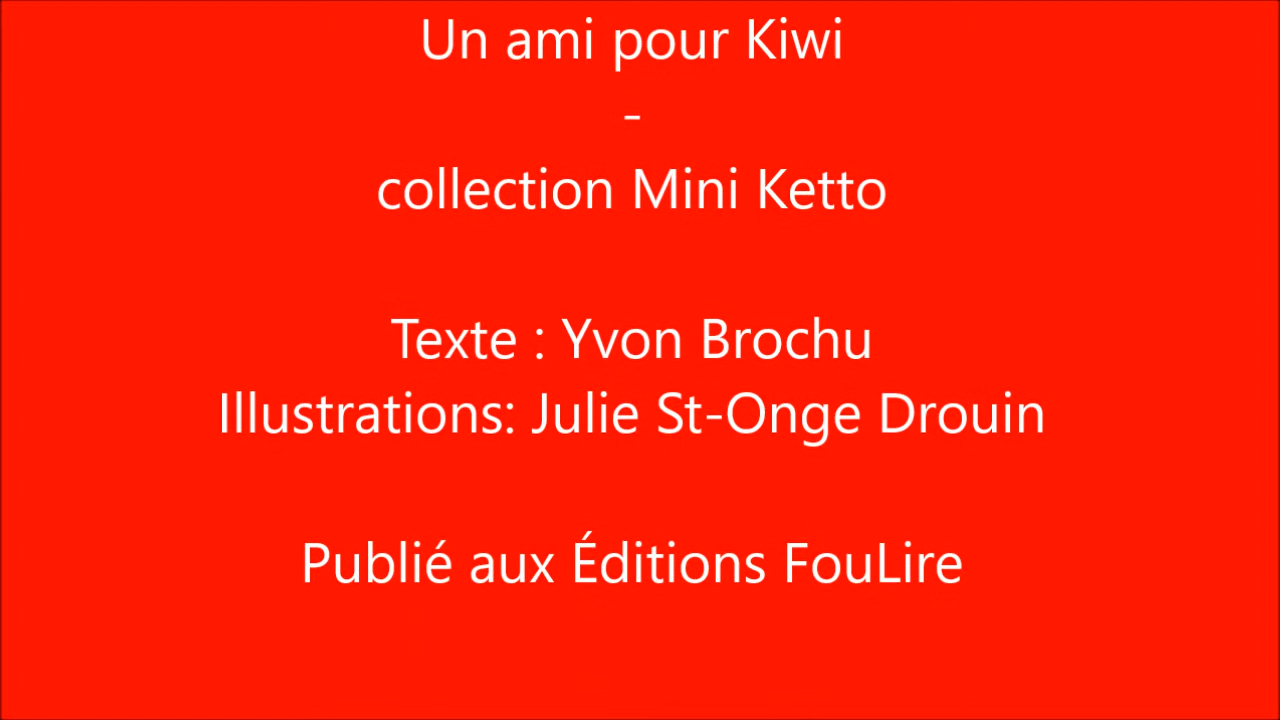 Un ami pour Kiwi
-
collection Mini Ketto
Texte : Yvon Brochu
Illustrations: Julie St-Onge Drouin
Publié aux Éditions FouLire